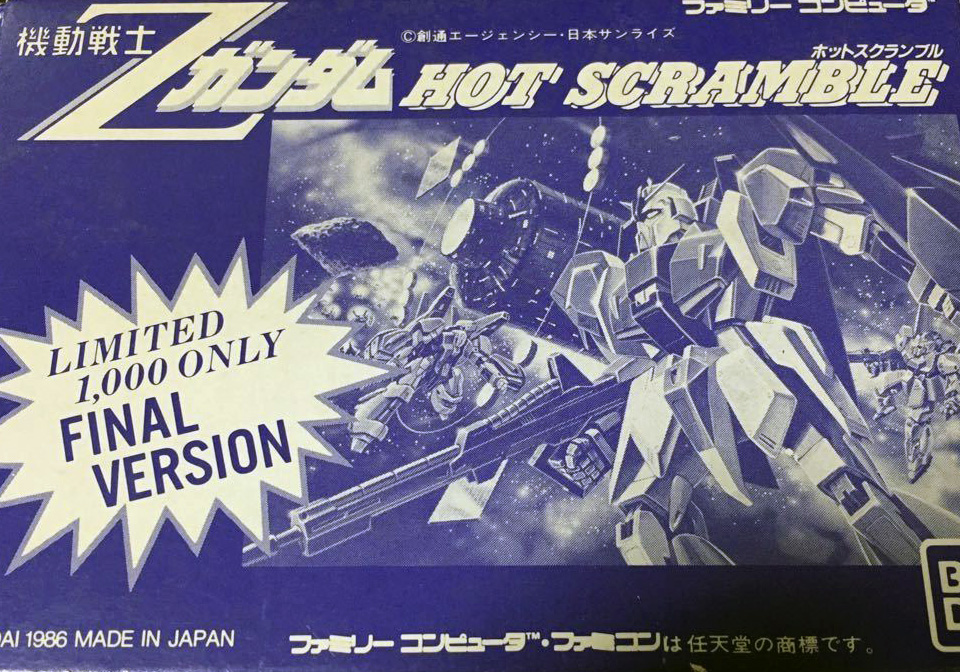 ファミリーコンピュータ
©創通エージェンシー・日本サンライズ
機動戦士
Zガンダム
ホットスクランブル
HOT SCRAMBLE
LIMITED
1,000 ONLY
FINAL
VERSION
B
D
DAI 1986 MADE IN JAPAN
ファミリーコンピュータ™・ファミコンは任天堂の商標です。